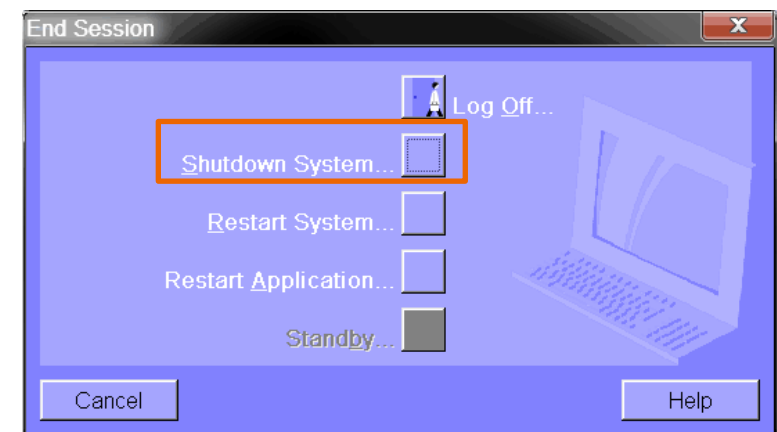 End Session
X
Log Off...
Shutdown System...
Restart System...
Restart Application...
Standby...
Cancel
Help